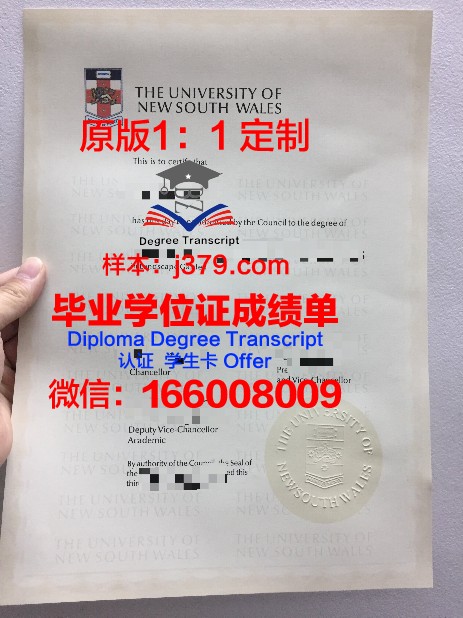 THE UNIVERSITY OF
NEW SOUTH WALES
原版1：1 定制
This is to certify that
by the Council to the degree of
Degree Transcript
样本：j379.com
毕业学位证成绩单
Diploma Degree Transcript
认证 学生卡 Offer
Chancellor
and Vice-Chancellor
微信：166008009
Deputy Vice-Chancellor
Academic
By authority of the Council, the Seal of
the
this
THE UNIVERSITY OF
NEW SOUTH WALES